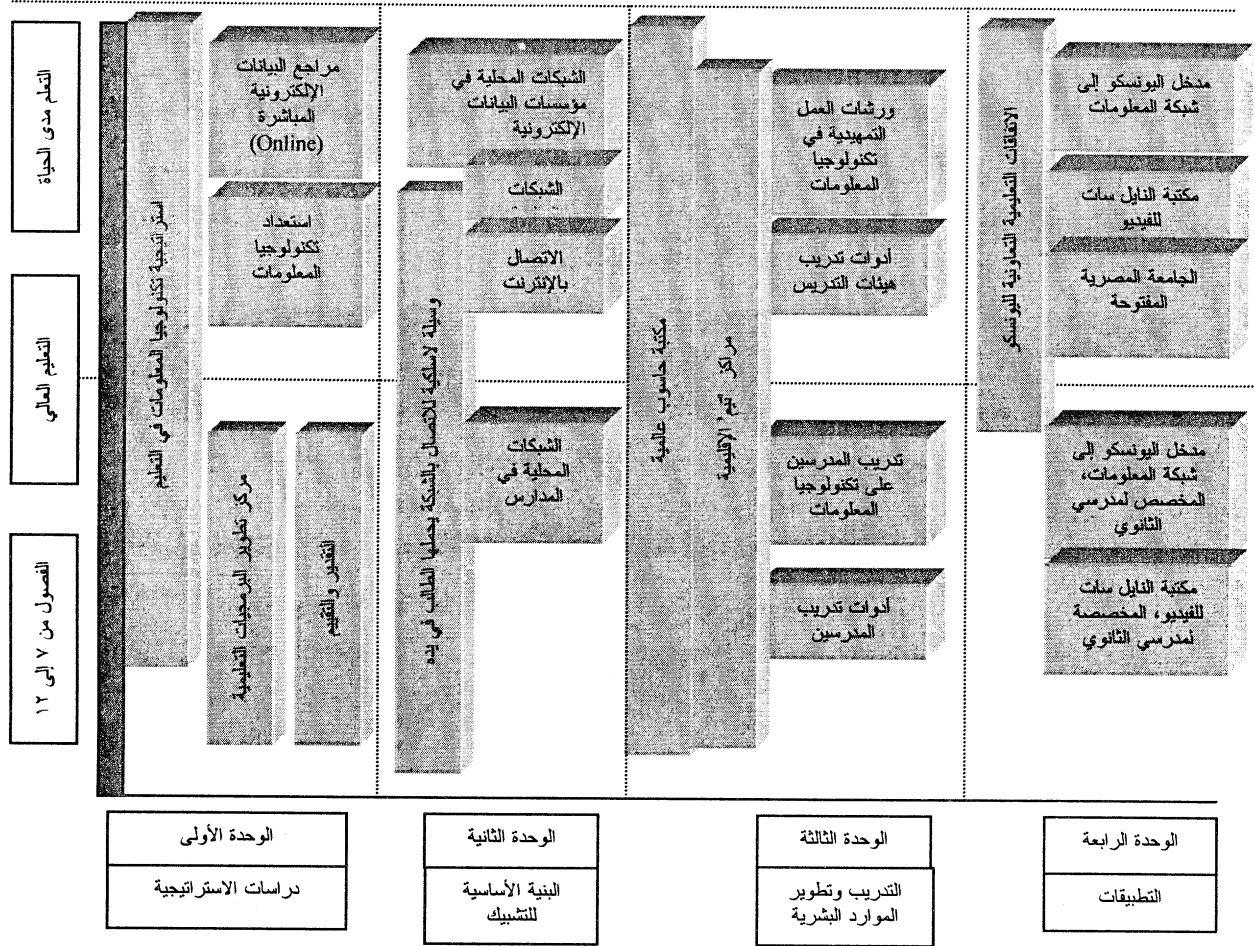 التعلم مدى الحياة
التعليم العالي
الفصول من ٧ إلى ١٢
استراتيجية تكنولوجيا المعلومات في التعليم
مراجع البيانات
الإلكترونية
المباشرة
(Online)
استعداد
تكنولوجيا
المعلومات
مركز تطوير البرمجيات التعليمية
التقدير والتقييم
الشبكات المحلية في
مؤسسات البيانات
الإلكترونية
الشبكات
الاتصال
بالإنترنت
وسيلة لاسلكية للاتصال بالشبكة يحملها الطالب في يده
الشبكات
المحلية في
المدارس
مكتبة حاسوب عالمية
مراكز تيم الإقليمية
ورشات العمل
التمهيدية في
تكنولوجيا
المعلومات
أدوات تدريب
هيئات التدريس
تدريب المدرسين
على تكنولوجيا
المعلومات
أدوات تدريب
المدرسين
الاتفاقات التعليمية التعاونية لليونسكو
مدخل اليونسكو إلى
شبكة المعلومات
مكتبة النايل سات
للفيديو
الجامعة المصرية
المفتوحة
مدخل اليونسكو إلى
شبكة المعلومات،
المخصص لمدرسي
الثانوي
مكتبة النايل سات
للفيديو، المخصصة
لمدرسي الثانوي
الوحدة الأولى
دراسات الاستراتيجية
الوحدة الثانية
البنية الأساسية
للتشبيك
الوحدة الثالثة
التدريب وتطوير
الموارد البشرية
الوحدة الرابعة
التطبيقات